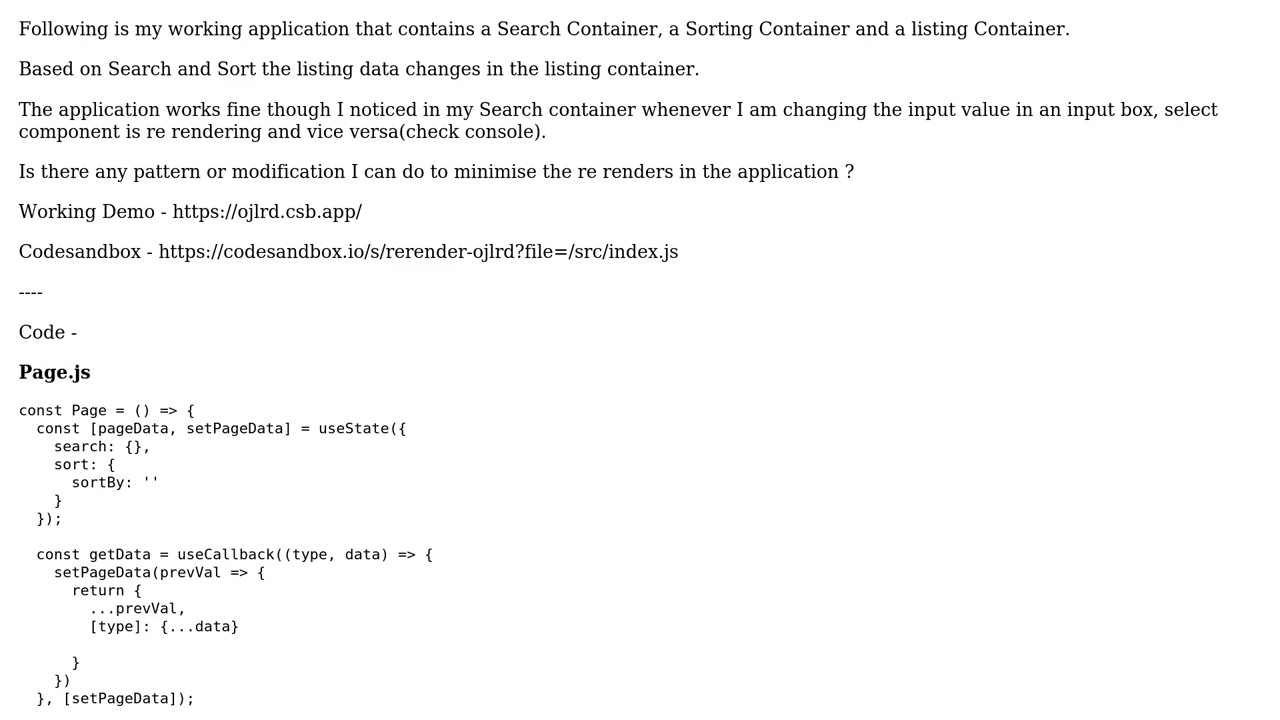 Following is my working application that contains a Search Container, a Sorting Container and a listing Container.
Based on Search and Sort the listing data changes in the listing container.
The application works fine though I noticed in my Search container whenever I am changing the input value in an input box, select
component is re rendering and vice versa(check console).
Is there any pattern or modification I can do to minimise the re renders in the application ?
Working Demo - https://ojlrd.csb.app/
Codesandbox - https://codesandbox.io/s/rerender-ojlrd?file=/src/index.js
----
Code -
Page.js
const Page = () => {
  const [pageData, setPageData] = useState({
    search: {},
    sort: {
      sortBy: ''
    }
  });

  const getData = useCallback((type, data) => {
    setPageData(prevVal => {
      return {
        ...prevVal,
        [type]: {...data}

      }
    })
  }, [setPageData]);